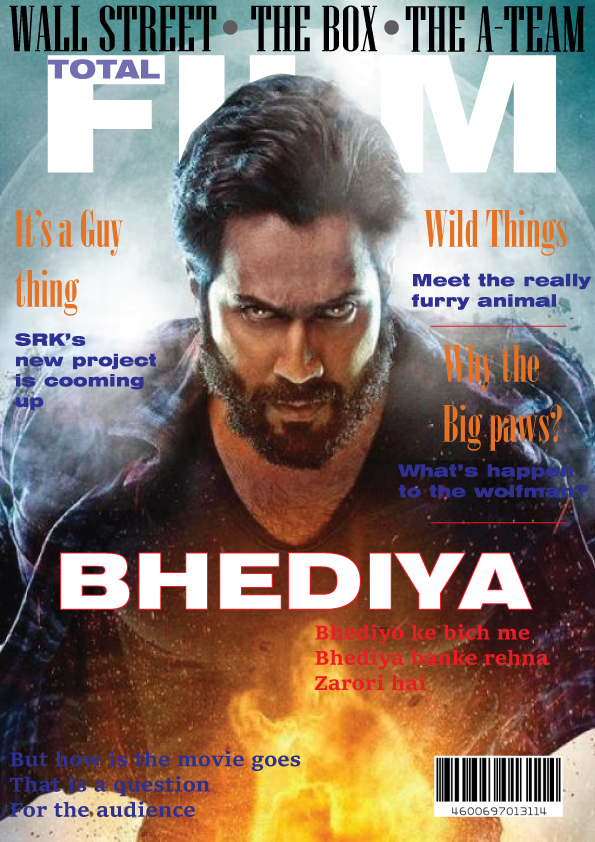 WALL STREET • THE BOX • THE A-TEAM
TOTAL
FILM
It's a Guy
thing
SRK's
new project
is cooming
up
Wild Things
Meet the really
furry animal
Why the
Big paws?
What's happen
to the wolfman?
BHEDIYA
Bhediyo ke bich me
Bhediya banke rehna
Zarori hai
But how is the movie goes
That is a question
For the audience
4600697013114